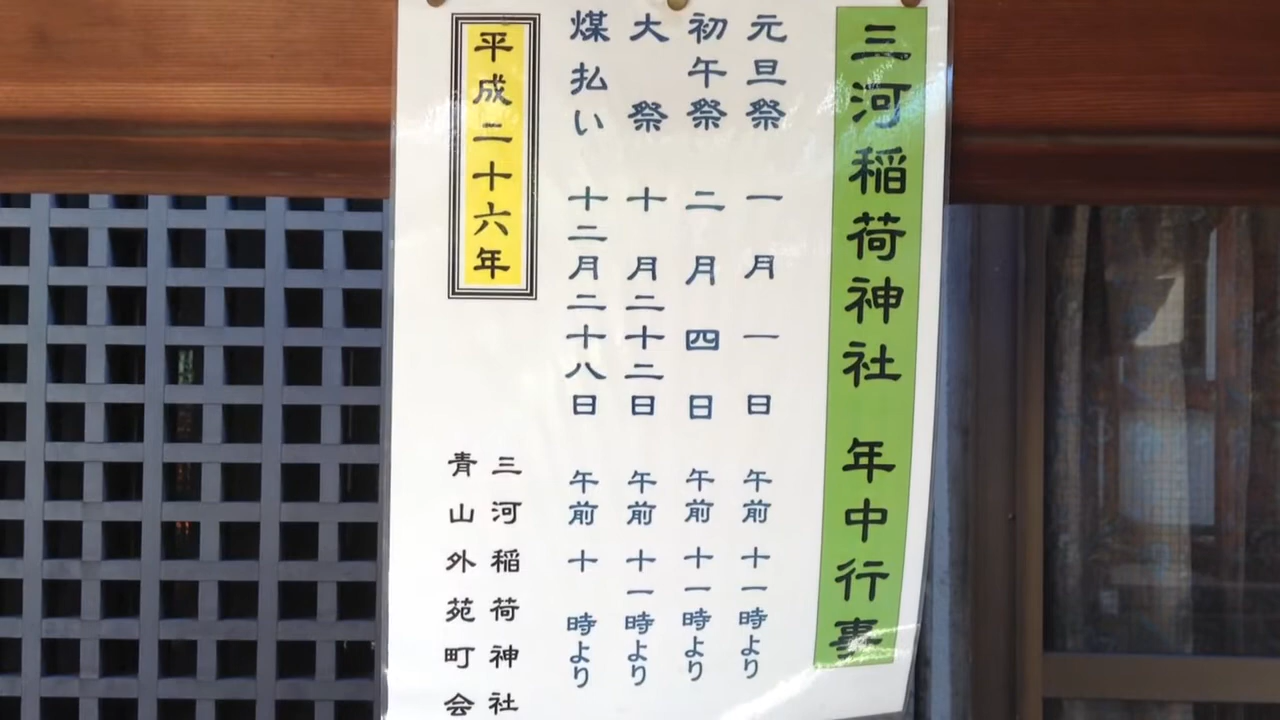 三河稲荷神社 年中行事
元旦祭 一月一日 午前十一時より
初午祭 二月四日 午前十一時より
大祭 十月二十二日 午前十一時より
煤払い 十二月二十八日 午前十時より
平成二十六年
三河稲荷神社
青山外苑町会